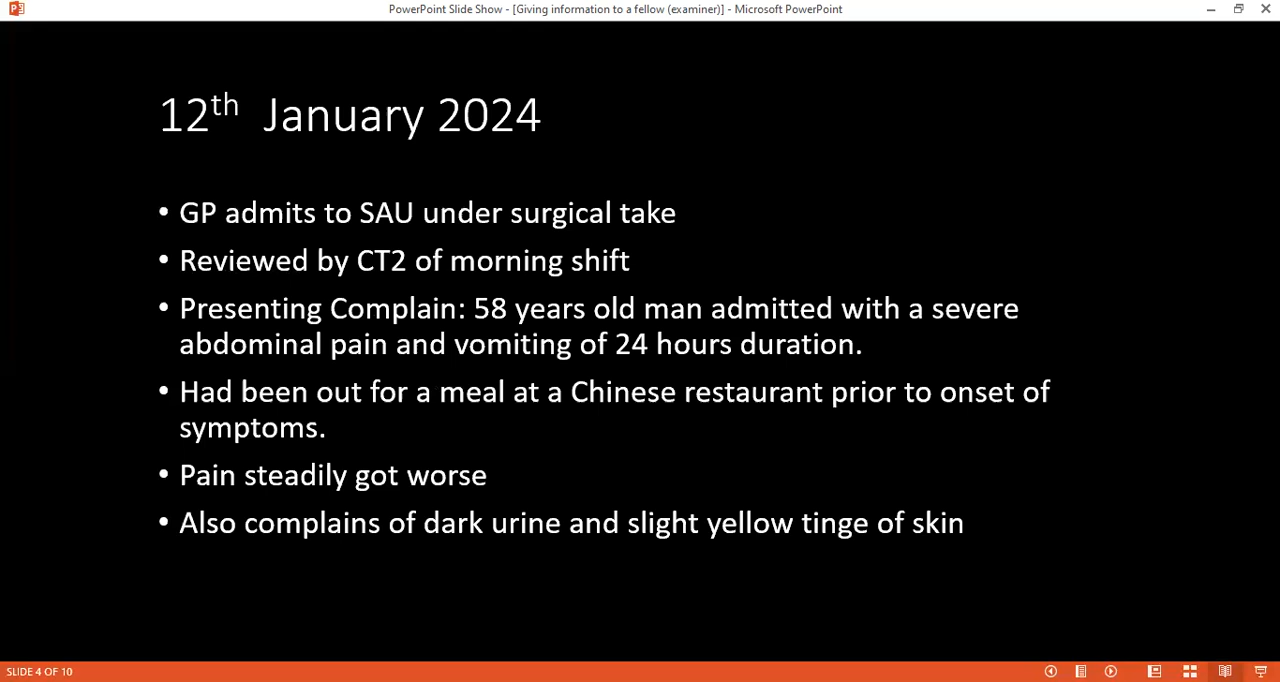 PowerPoint Slide Show - [Giving information to a fellow (examiner)] - Microsoft PowerPoint
12th January 2024
• GP admits to SAU under surgical take
• Reviewed by CT2 of morning shift
• Presenting Complain: 58 years old man admitted with a severe
abdominal pain and vomiting of 24 hours duration.
• Had been out for a meal at a Chinese restaurant prior to onset of
symptoms.
• Pain steadily got worse
• Also complains of dark urine and slight yellow tinge of skin
SLIDE 4 OF 10